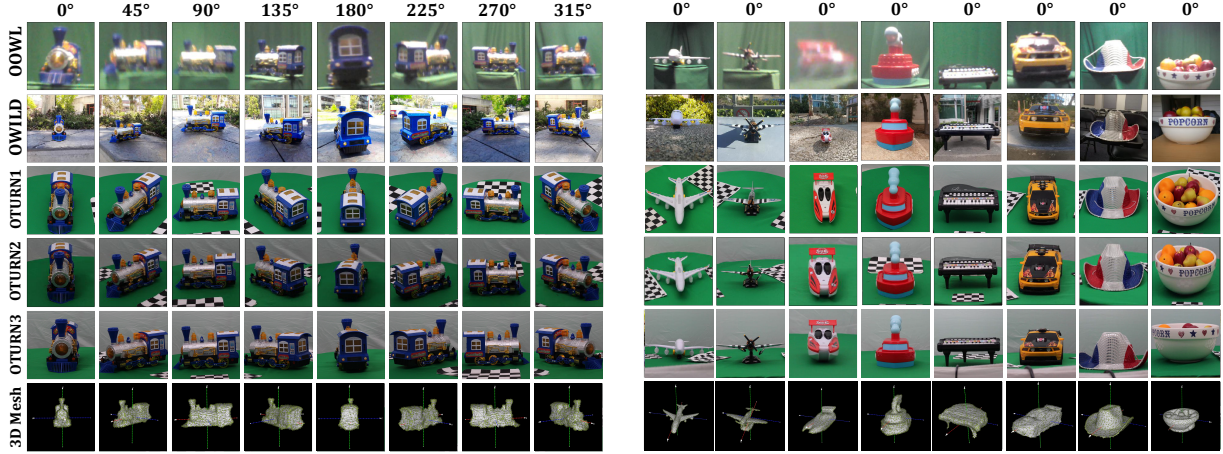 0° 45° 90° 135° 180° 225° 270° 315° 0° 0° 0° 0° 0° 0° 0° 0°
OOWL
OWILD
POPCORN
OTURN1
POPCORN
OTURN2
POPCORN
OTURN3
3D Mesh